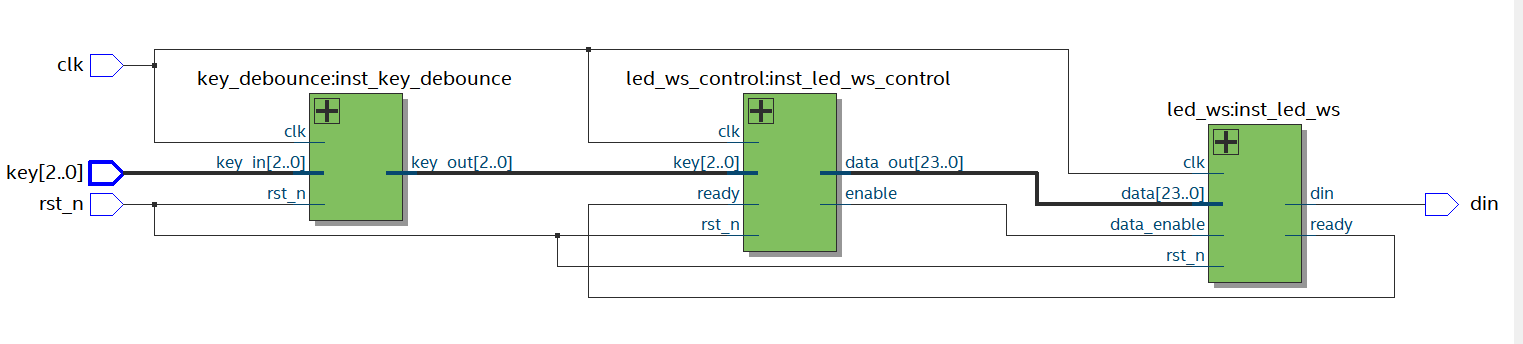 clk
key[2..0]
rst_n
key_debounce:inst_key_debounce
clk
key_in[2..0]
rst_n
key_out[2..0]
led_ws_control:inst_led_ws_control
clk
key[2..0]
ready
rst_n
data_out[23..0]
enable
led_ws:inst_led_ws
clk
data[23..0]
data_enable
rst_n
din
ready
din